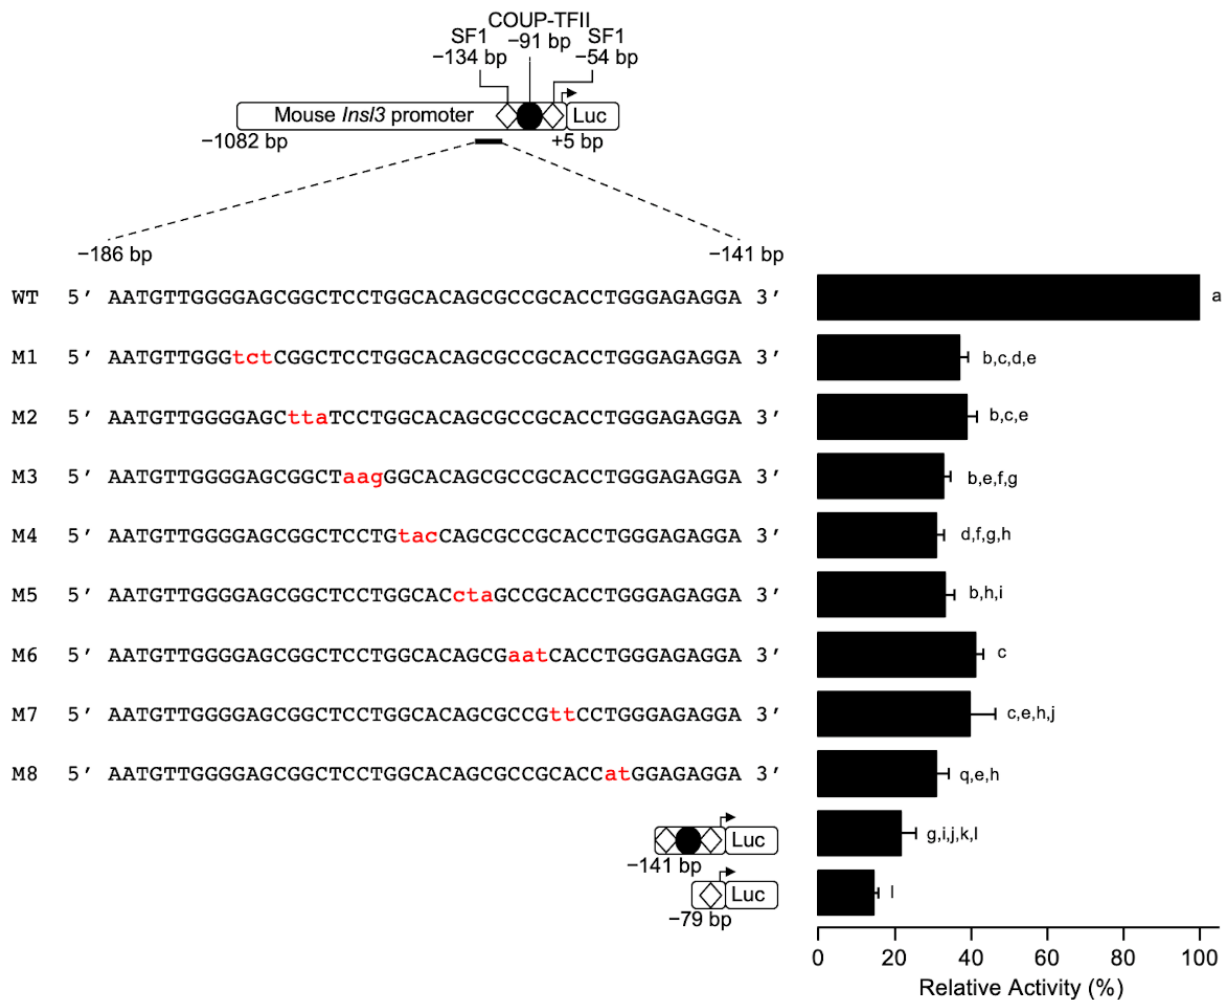 COUP-TFII
SF1 −91 bp SF1
−134 bp −54 bp
Mouse Insl3 promoter Luc
−1082 bp +5 bp
−186 bp −141 bp
WT 5′ AATGTTGGGGAGCGGCTCCTGGCACAGCGCCGCACCTGGGAGAGGA 3′ a
M1 5′ AATGTTGGGtctCGGCTCCTGGCACAGCGCCGCACCTGGGAGAGGA 3′ b,c,d,e
M2 5′ AATGTTGGGGAGCttaTCCTGGCACAGCGCCGCACCTGGGAGAGGA 3′ b,c,e
M3 5′ AATGTTGGGGAGCGGCTaagGGCACAGCGCCGCACCTGGGAGAGGA 3′ b,e,f,g
M4 5′ AATGTTGGGGAGCGGCTCCTGtacCAGCGCCGCACCTGGGAGAGGA 3′ d,f,g,h
M5 5′ AATGTTGGGGAGCGGCTCCTGGCACctaGCCGCACCTGGGAGAGGA 3′ b,h,i
M6 5′ AATGTTGGGGAGCGGCTCCTGGCACAGCGaatCACCTGGGAGAGGA 3′ c
M7 5′ AATGTTGGGGAGCGGCTCCTGGCACAGCGCCGttCCTGGGAGAGGA 3′ c,e,h,j
M8 5′ AATGTTGGGGAGCGGCTCCTGGCACAGCGCCGCACCatGGAGAGGA 3′ q,e,h
Luc g,i,j,k,l
−141 bp
Luc l
−79 bp
0 20 40 60 80 100
Relative Activity (%)